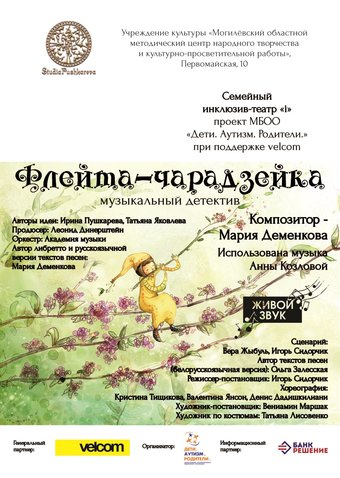 Учреждение культуры «Могилёвский областной
методический центр народного творчества
и культурно-просветительной работы»,
Первомайская, 10
StudiaPushkareva
Семейный
инклюзив-театр «i»
проект МБОО
«Дети. Аутизм. Родители.»
при поддержке velcom
Флейта-чарадзейка
музыкальный детектив
Авторы идеи: Ирина Пушкарева, Татьяна Яковлева
Продюсер: Леонид Динерштейн
Оркестр: Академия музыки
Автор либретто и русскоязычной
версии текстов песен:
Мария Деменкова
Композитор -
Мария Деменкова
Использована музыка
Анны Козловой
ЖИВОЙ
ЗВУК
Сценарий:
Вера Жыбуль, Игорь Сидорчик
Автор текстов песен
(белорусскоязычная версия): Ольга Залесская
Режиссер-постановщик: Игорь Сидорчик
Хореография:
Кристина Тищикова, Валентина Янсон, Денис Дадишкилиани
Художник-постановщик: Вениамин Маршак
Художник по костюмам: Татьяна Лисовенко
Генеральный
партнер:
velcom
Организатор:
ДЕТИ.
АУТИЗМ.
РОДИТЕЛИ.
Информационный
партнер:
БАНК
РЕШЕНИЕ